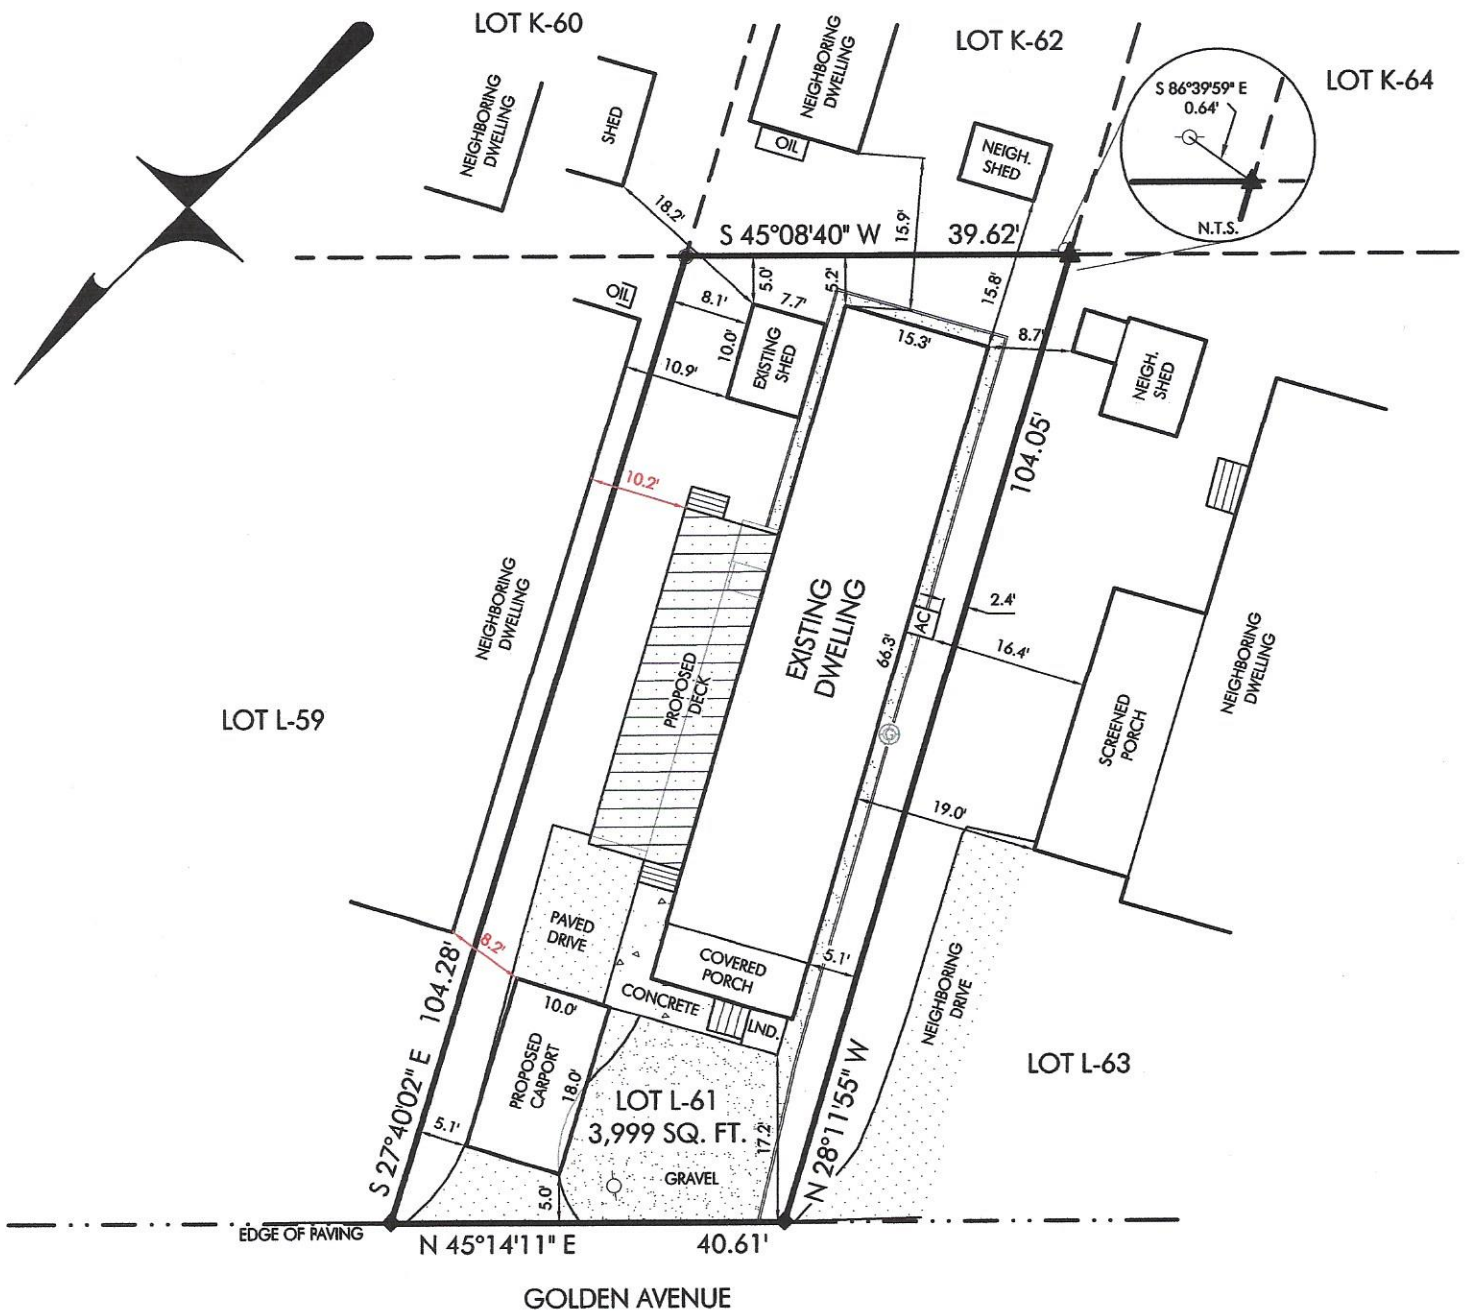 LOT K-60
LOT K-62
LOT K-64
NEIGHBORING
DWELLING
SHED
NEIGHBORING
DWELLING
OIL
NEIGH.
SHED
S 86°39'59" E
0.64'
N.T.S.
18.2'
S 45°08'40" W
39.62'
15.9'
15.8'
OIL
8.1'
5.0'
7.7'
5.2'
10.0'
EXISTING
SHED
15.3'
8.7'
NEIGH.
SHED
10.9'
104.05'
10.2'
NEIGHBORING
DWELLING
EXISTING
DWELLING
PROPOSED
DECK
66.3'
AC
2.4'
16.4'
SCREENED
PORCH
NEIGHBORING
DWELLING
LOT L-59
G
19.0'
PAVED
DRIVE
8.2'
COVERED
PORCH
5.1'
NEIGHBORING
DRIVE
104.28'
10.0'
CONCRETE
LND.
PROPOSED
CARPORT
18.0'
LOT L-61
3,999 SQ. FT.
17.2'
LOT L-63
S 27°40'02" E
5.1'
GRAVEL
5.0'
N 28°11'55" W
EDGE OF PAVING
N 45°14'11" E
40.61'
GOLDEN AVENUE